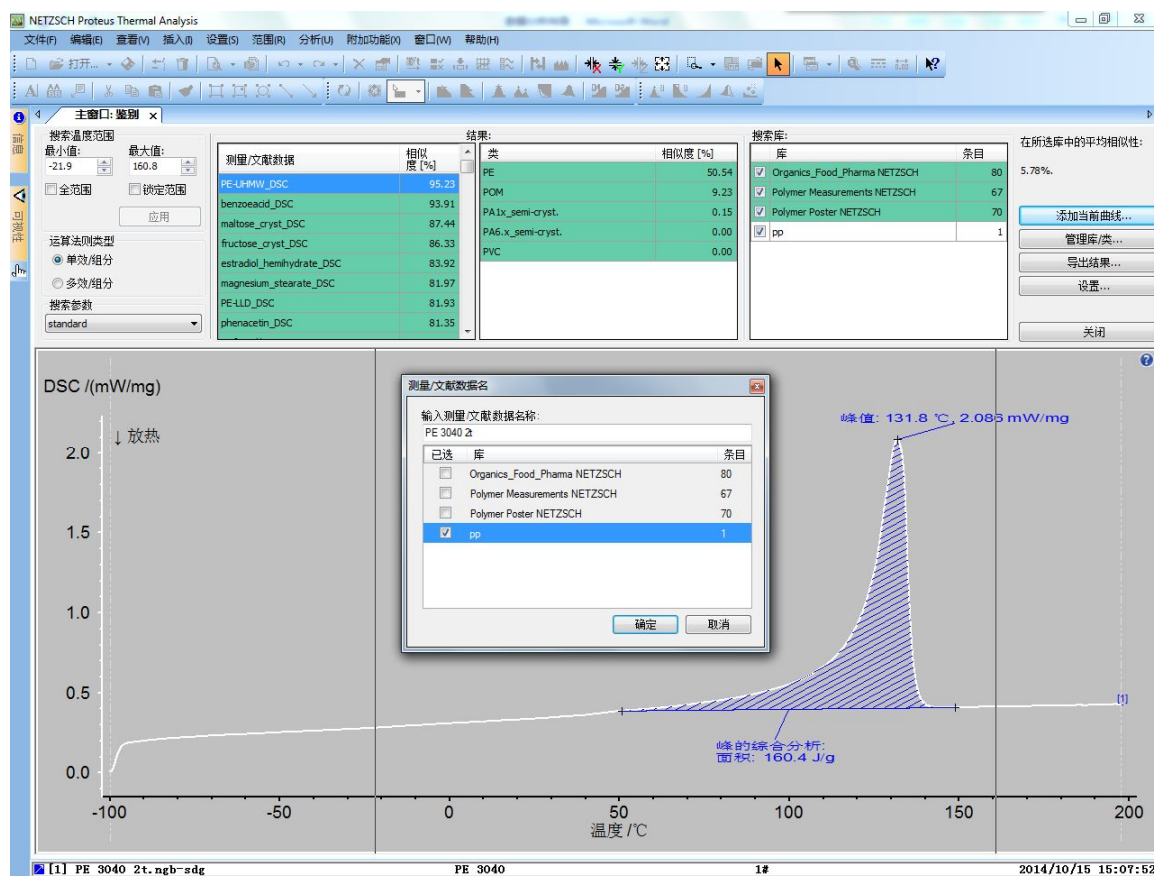 NETZSCH Proteus Thermal Analysis
文件(F) 编辑(E) 查看(V) 插入(I) 设置(S) 范围(R) 分析(U) 附加功能(X) 窗口(W) 帮助(H)
打开...
主窗口: 鉴别 ×
信息
可视性
搜索温度范围
最小值: 最大值:
-21.9 160.8
全范围 锁定范围
应用
运算法则类型
单效/组分
多效/组分
搜索参数
standard
结果:
测量/文献数据 相似度 [%]
PE-UHMW_DSC 95.23
benzoeacid_DSC 93.91
maltose_cryst_DSC 87.44
fructose_cryst_DSC 86.33
estradiol_hemihydrate_DSC 83.92
magnesium_stearate_DSC 81.97
PE-LLD_DSC 81.93
phenacetin_DSC 81.35
类 相似度 [%]
PE 50.54
POM 9.23
PA1x_semi-cryst. 0.15
PA6.x_semi-cryst. 0.00
PVC 0.00
搜索库:
库 条目
Organics_Food_Pharma NETZSCH 80
Polymer Measurements NETZSCH 67
Polymer Poster NETZSCH 70
pp 1
在所选库中的平均相似性:
5.78%.
添加当前曲线...
管理库/类...
导出结果...
设置...
关闭
DSC /(mW/mg)
↓ 放热
2.0
1.5
1.0
0.5
0.0
测量/文献数据名
输入测量/文献数据名称:
PE 3040 2t
已选 库 条目
Organics_Food_Pharma NETZSCH 80
Polymer Measurements NETZSCH 67
Polymer Poster NETZSCH 70
pp 1
确定 取消
峰值: 131.8 ℃, 2.086 mW/mg
[1]
峰的综合分析:
面积: 160.4 J/g
-100 -50 0 50 100 150 200
温度 /℃
[1] PE 3040 2t.ngb-sdg PE 3040 1# 2014/10/15 15:07:52